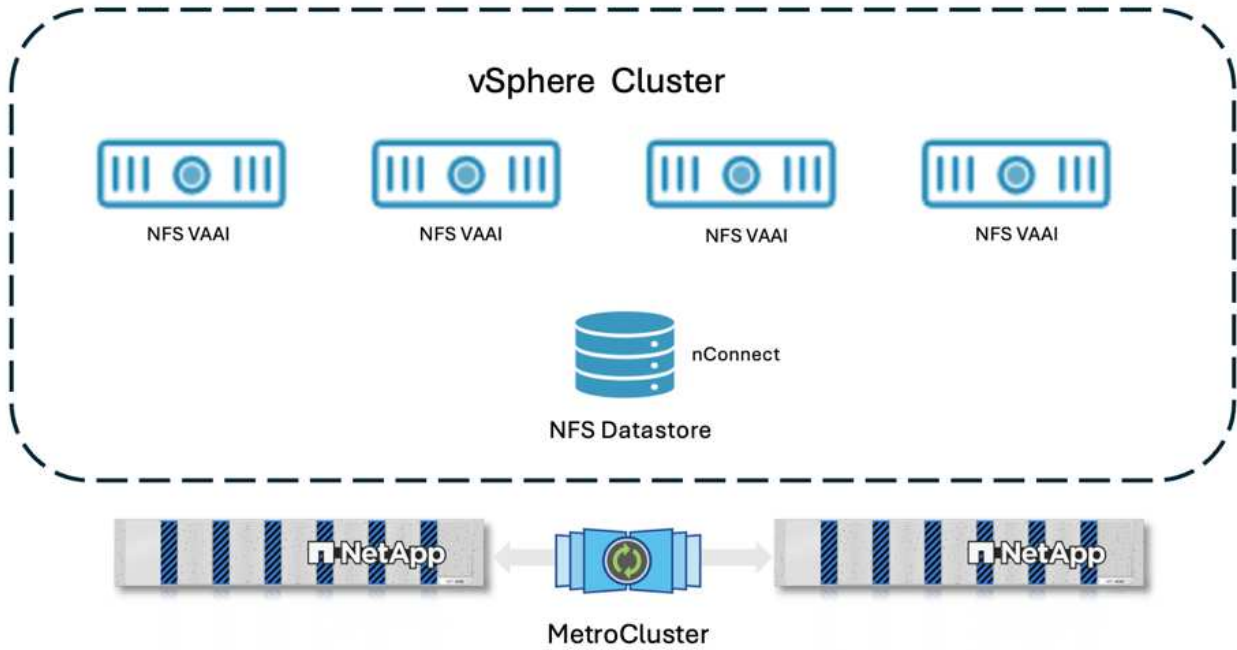 vSphere Cluster
NFS VAAI
NFS VAAI
NFS VAAI
NFS VAAI
nConnect
NFS Datastore
NetApp
NetApp
MetroCluster